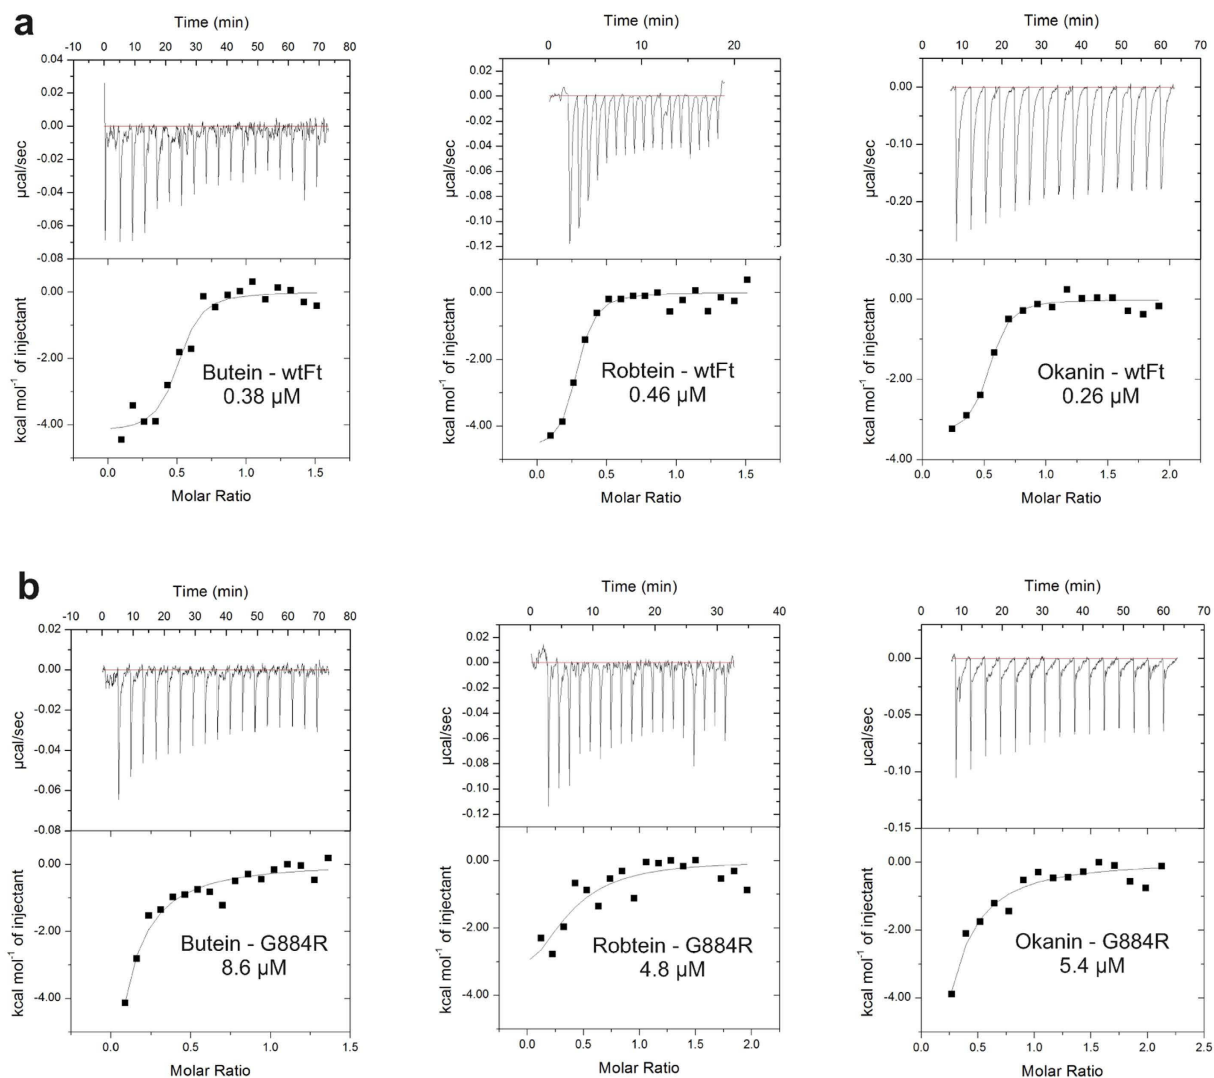 a
Time (min)
-10 0 10 20 30 40 50 60 70 80
0.04
0.02
0.00
-0.02
-0.04
-0.06
-0.08
µcal/sec
0.00
-2.00
-4.00
kcal mol-1 of injectant
Butein - wtFt
0.38 µM
0.0 0.5 1.0 1.5
Molar Ratio
Time (min)
0 10 20
0.02
0.00
-0.02
-0.04
-0.06
-0.08
-0.10
-0.12
µcal/sec
0.00
-2.00
-4.00
kcal mol-1 of injectant
Robtein - wtFt
0.46 µM
0.0 0.5 1.0 1.5
Molar Ratio
Time (min)
0 10 20 30 40 50 60 70
0.00
-0.10
-0.20
-0.30
µcal/sec
0.00
-2.00
-4.00
kcal mol-1 of injectant
Okanin - wtFt
0.26 µM
0.0 0.5 1.0 1.5 2.0
Molar Ratio
b
Time (min)
-10 0 10 20 30 40 50 60 70 80
0.02
0.00
-0.02
-0.04
-0.06
-0.08
µcal/sec
0.00
-2.00
-4.00
kcal mol-1 of injectant
Butein - G884R
8.6 µM
0.0 0.5 1.0 1.5
Molar Ratio
Time (min)
0 10 20 30 40
0.02
0.00
-0.02
-0.04
-0.06
-0.08
-0.10
-0.12
µcal/sec
0.00
-2.00
-4.00
kcal mol-1 of injectant
Robtein - G884R
4.8 µM
0.0 0.5 1.0 1.5 2.0
Molar Ratio
Time (min)
0 10 20 30 40 50 60 70
0.00
-0.05
-0.10
-0.15
µcal/sec
0.00
-2.00
-4.00
kcal mol-1 of injectant
Okanin - G884R
5.4 µM
0.0 0.5 1.0 1.5 2.0 2.5
Molar Ratio